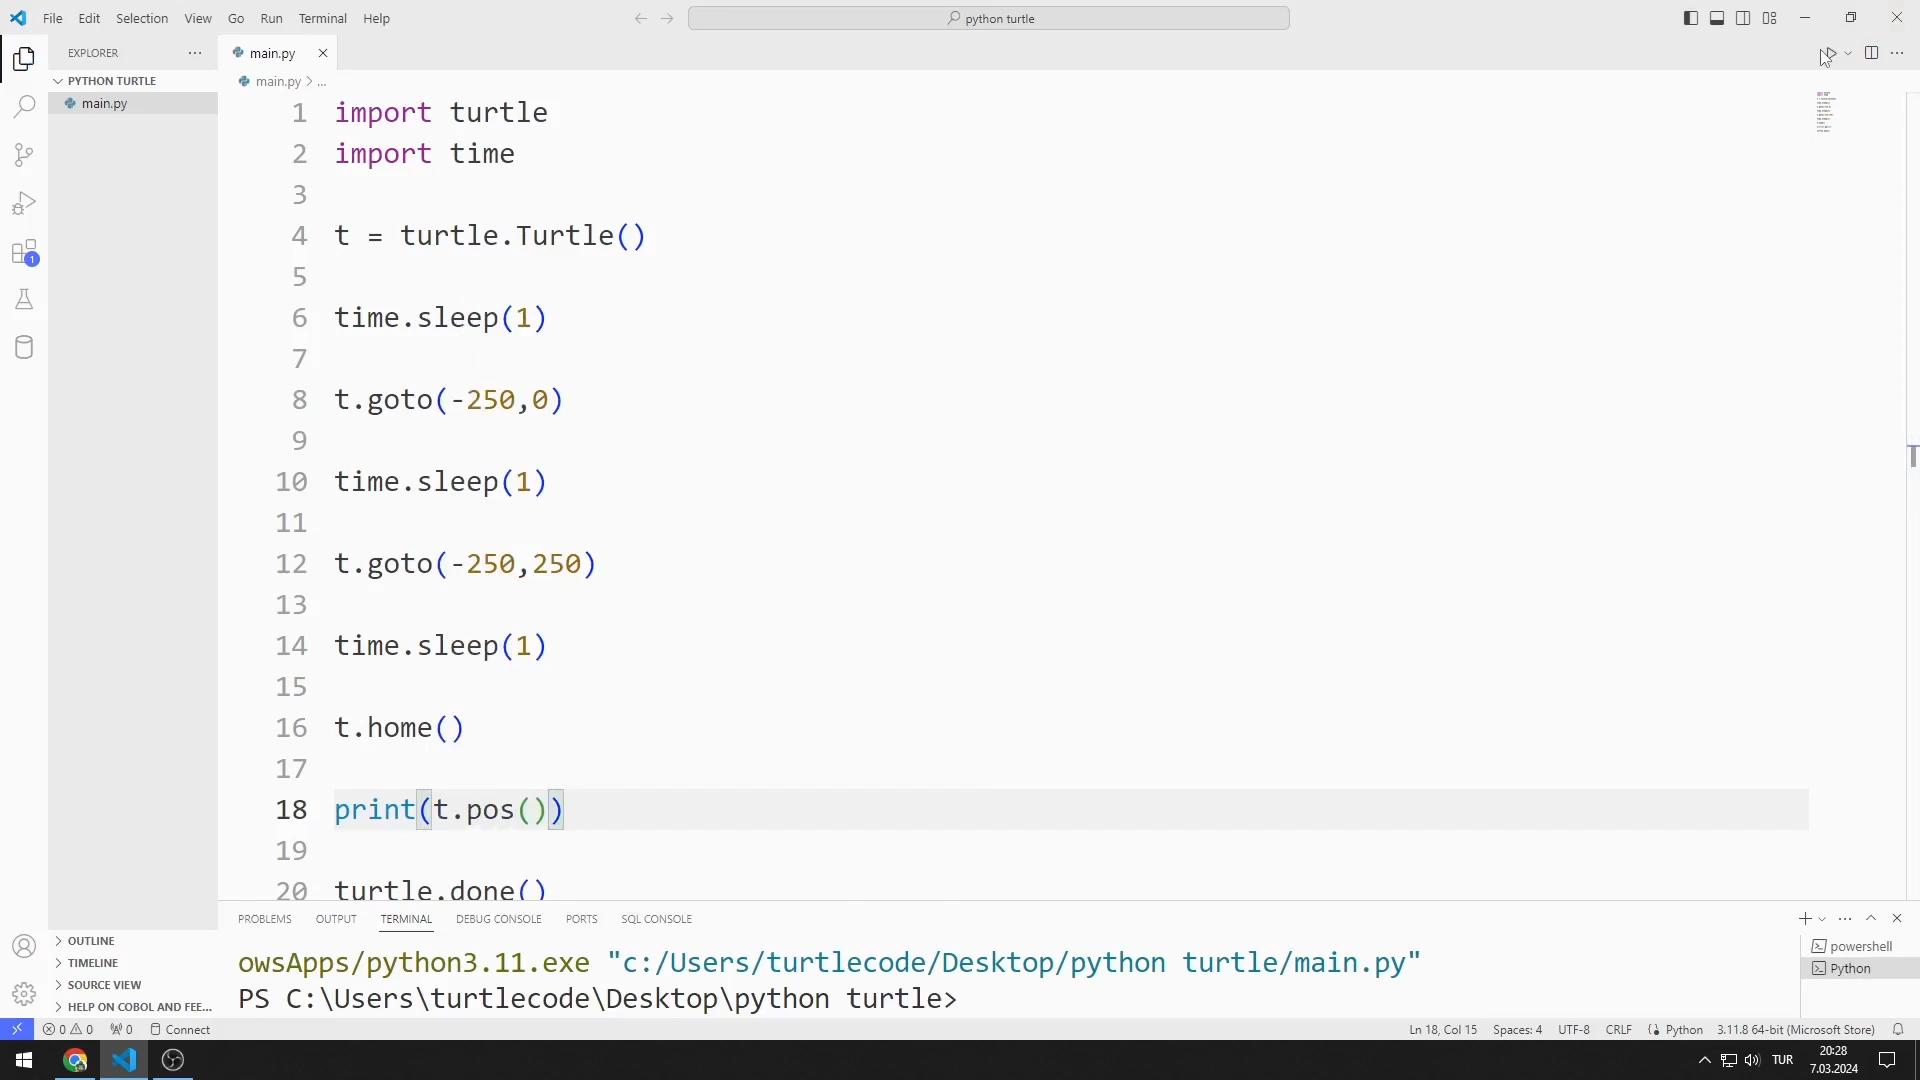 File Edit Selection View Go Run Terminal Help
python turtle
EXPLORER
main.py
PYTHON TURTLE
main.py > ...
main.py
1 import turtle
2 import time
3
4 t = turtle.Turtle()
5
6 time.sleep(1)
7
8 t.goto(-250,0)
9
10 time.sleep(1)
11
12 t.goto(-250,250)
13
14 time.sleep(1)
15
16 t.home()
17
18 print(t.pos())
19
20 turtle.done()
1
PROBLEMS OUTPUT TERMINAL DEBUG CONSOLE PORTS SQL CONSOLE
OUTLINE
TIMELINE
SOURCE VIEW
HELP ON COBOL AND FEE...
owsApps/python3.11.exe "c:/Users/turtlecode/Desktop/python turtle/main.py"
PS C:\Users\turtlecode\Desktop\python turtle>
powershell
Python
0 0 0 Connect
Ln 18, Col 15 Spaces: 4 UTF-8 CRLF Python 3.11.8 64-bit (Microsoft Store)
TUR
20:28
7.03.2024